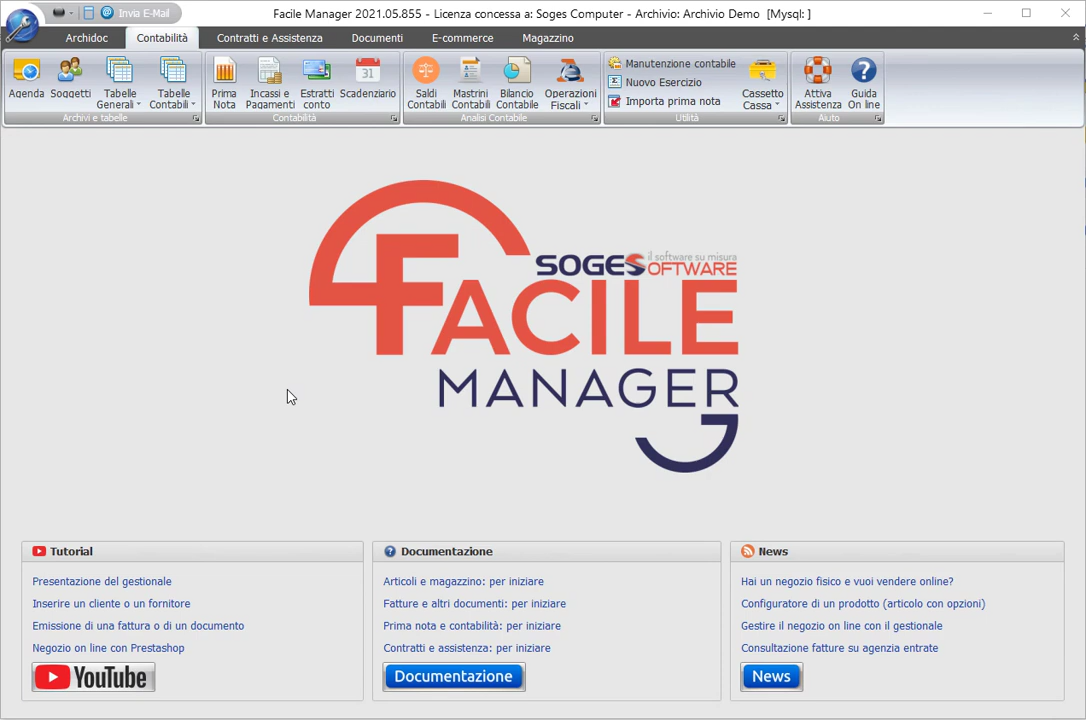 Invia E-Mail
Facile Manager 2021.05.855 - Licenza concessa a: Soges Computer - Archivio: Archivio Demo [Mysql: ]
Archidoc Contabilità Contratti e Assistenza Documenti E-commerce Magazzino
Agenda
Soggetti
Tabelle
Generali
Tabelle
Contabili
Archivi e tabelle
Prima
Nota
Incassi e
Pagamenti
Estratti
conto
31
Scadenziario
Contabilità
Saldi
Contabili
Mastrini
Contabili
Bilancio
Contabile
Operazioni
Fiscali
Analisi Contabile
Manutenzione contabile
Nuovo Esercizio
Importa prima nota
Cassetto
Cassa
Utilità
Attiva
Assistenza
Guida
On line
Aiuto
il software su misura
SOGESOFTWARE
FACILE
MANAGER
Tutorial
Presentazione del gestionale
Inserire un cliente o un fornitore
Emissione di una fattura o di un documento
Negozio on line con Prestashop
YouTube
Documentazione
Articoli e magazzino: per iniziare
Fatture e altri documenti: per iniziare
Prima nota e contabilità: per iniziare
Contratti e assistenza: per iniziare
Documentazione
News
Hai un negozio fisico e vuoi vendere online?
Configuratore di un prodotto (articolo con opzioni)
Gestire il negozio on line con il gestionale
Consultazione fatture su agenzia entrate
News